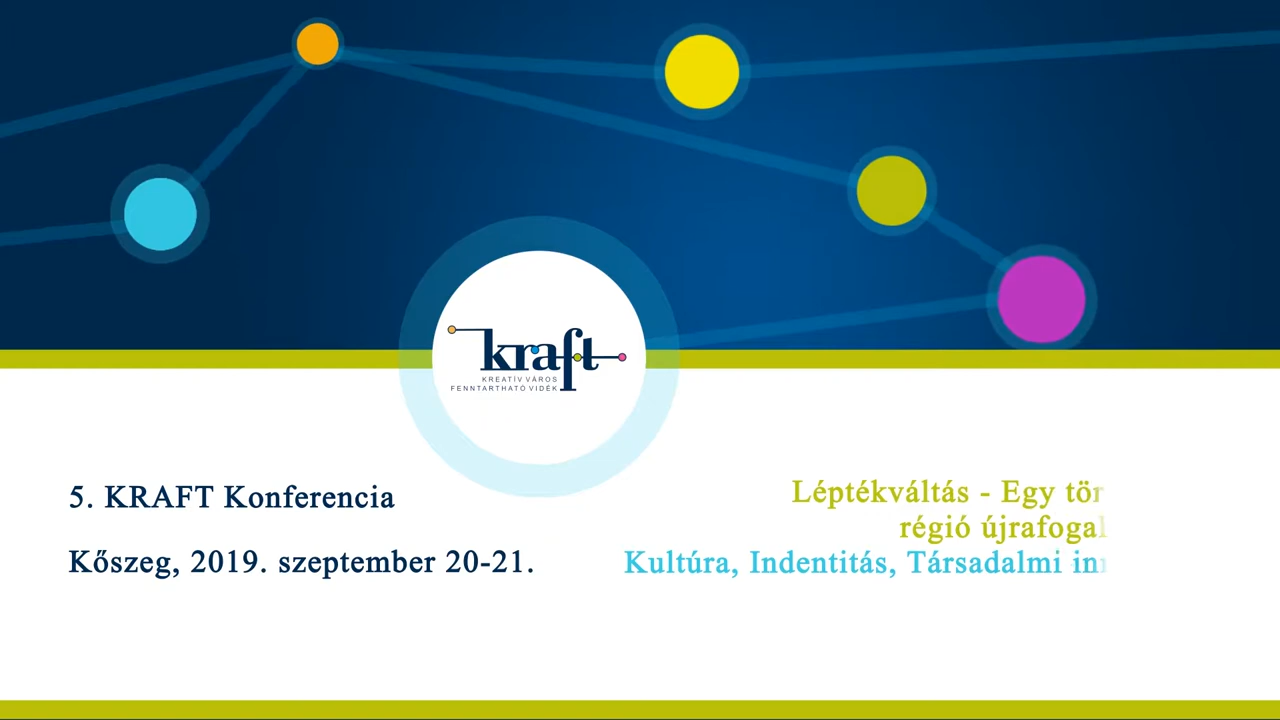 kraft
KREATÍV VÁROS
FENNTARTHATÓ VIDÉK
5. KRAFT Konferencia
Kőszeg, 2019. szeptember 20-21.
Léptékváltás - Egy
régió
Kultúra, Indentitás, Társadalmi